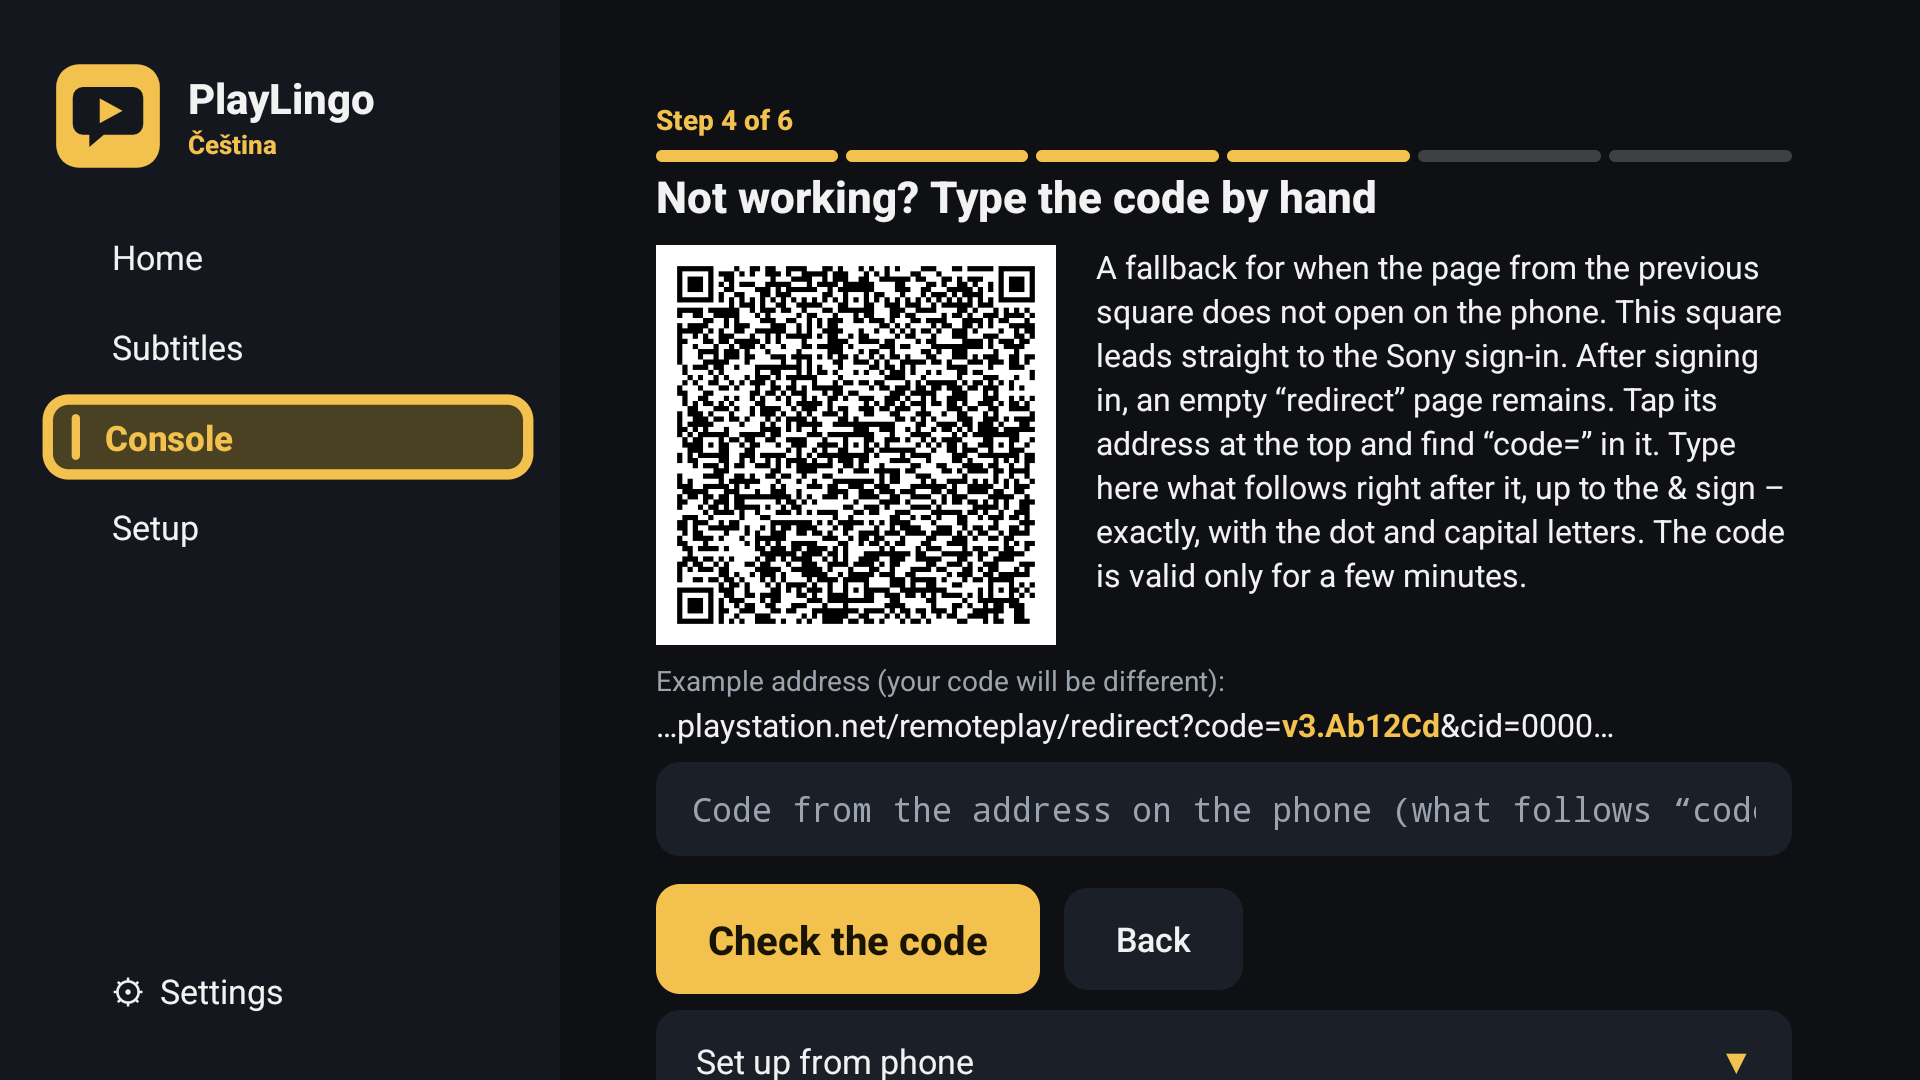 PlayLingo
Čeština
Home
Subtitles
Console
Setup
Settings
Step 4 of 6
Not working? Type the code by hand
A fallback for when the page from the previous
square does not open on the phone. This square
leads straight to the Sony sign-in. After signing
in, an empty “redirect” page remains. Tap its
address at the top and find “code=” in it. Type
here what follows right after it, up to the & sign –
exactly, with the dot and capital letters. The code
is valid only for a few minutes.
Example address (your code will be different):
…playstation.net/remoteplay/redirect?code=v3.Ab12Cd&cid=0000…
Code from the address on the phone (what follows “cod
Check the code
Back
Set up from phone